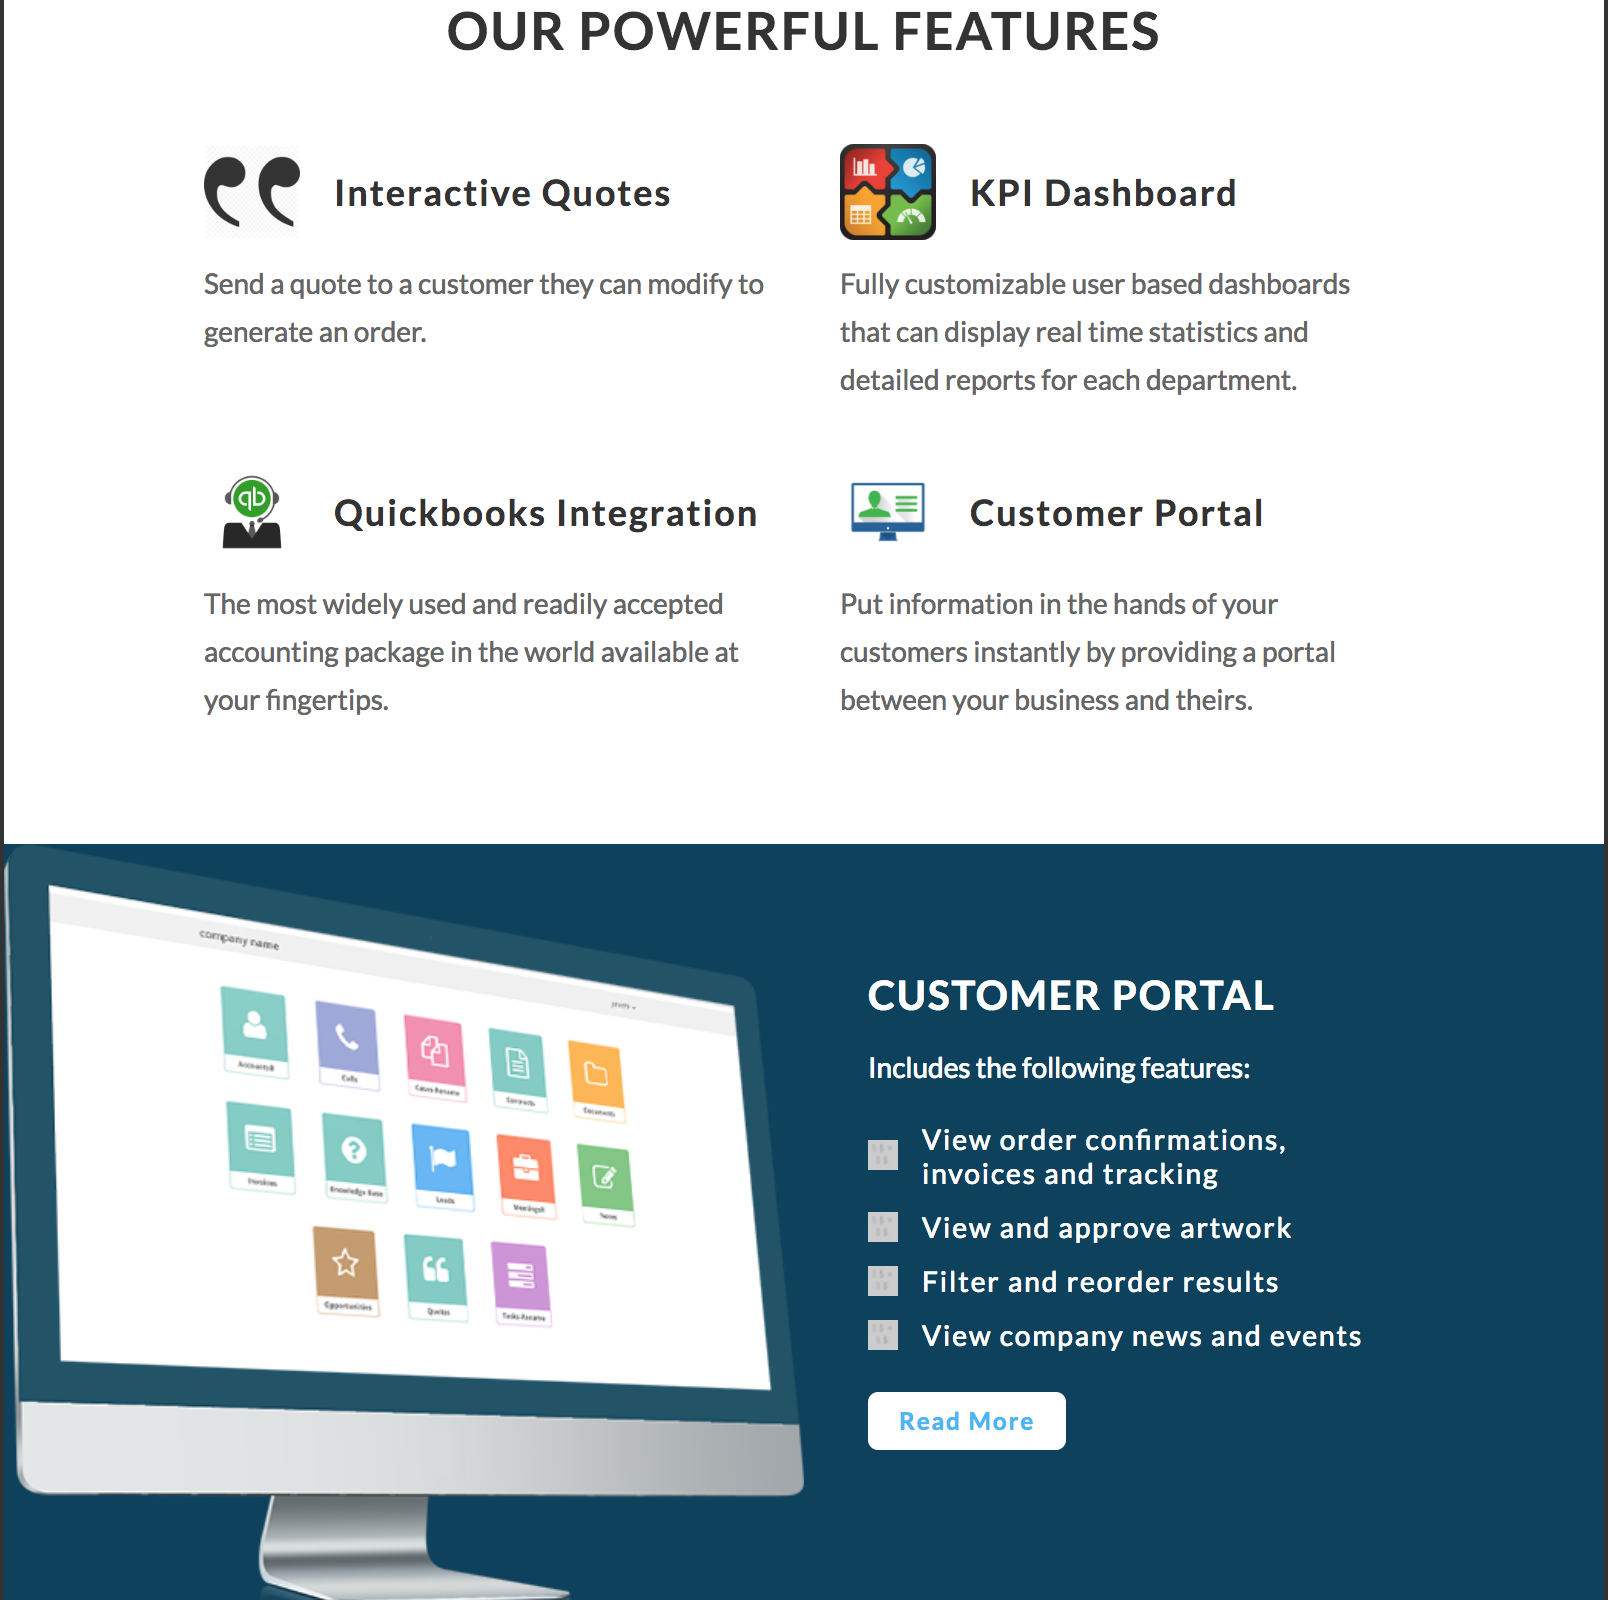 OUR POWERFUL FEATURES
Interactive Quotes
Send a quote to a customer they can modify to
generate an order.
KPI Dashboard
Fully customizable user based dashboards
that can display real time statistics and
detailed reports for each department.
qb
Quickbooks Integration
The most widely used and readily accepted
accounting package in the world available at
your fingertips.
Customer Portal
Put information in the hands of your
customers instantly by providing a portal
between your business and theirs.
company name
Calls
Cases-Rename
Contracts
Documents
Invoices
Knowledge Base
Leads
Notes
Opportunities
Quotes
Tasks-Rename
CUSTOMER PORTAL
Includes the following features:
View order confirmations,
invoices and tracking
View and approve artwork
Filter and reorder results
View company news and events
Read More